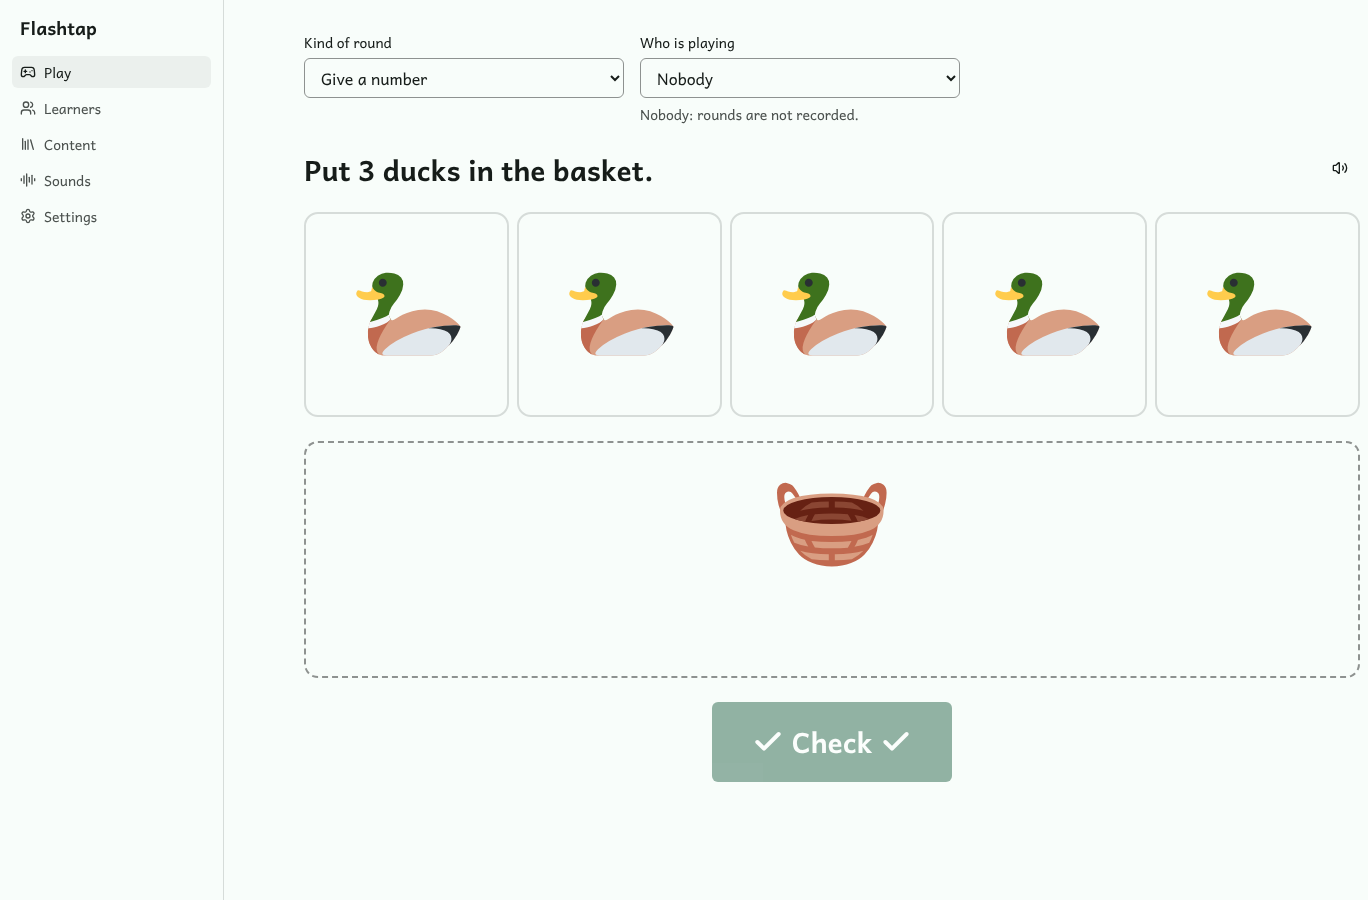 Flashtap
Play
Learners
Content
Sounds
Settings
Kind of round
Give a number
Who is playing
Nobody
Nobody: rounds are not recorded.
Put 3 ducks in the basket.
Check